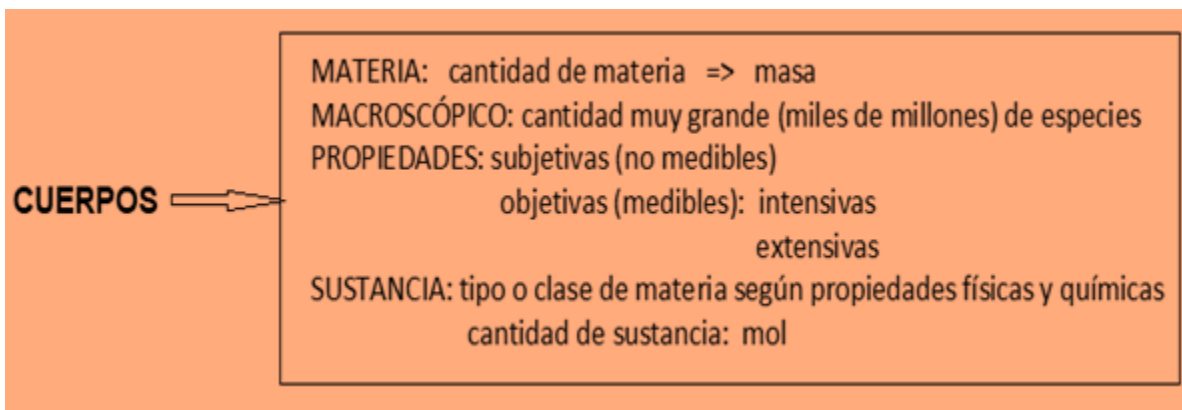 CUERPOS
MATERIA: cantidad de materia => masa
MACROSCÓPICO: cantidad muy grande (miles de millones) de especies
PROPIEDADES: subjetivas (no medibles)
objetivas (medibles): intensivas
extensivas
SUSTANCIA: tipo o clase de materia según propiedades físicas y químicas
cantidad de sustancia: mol